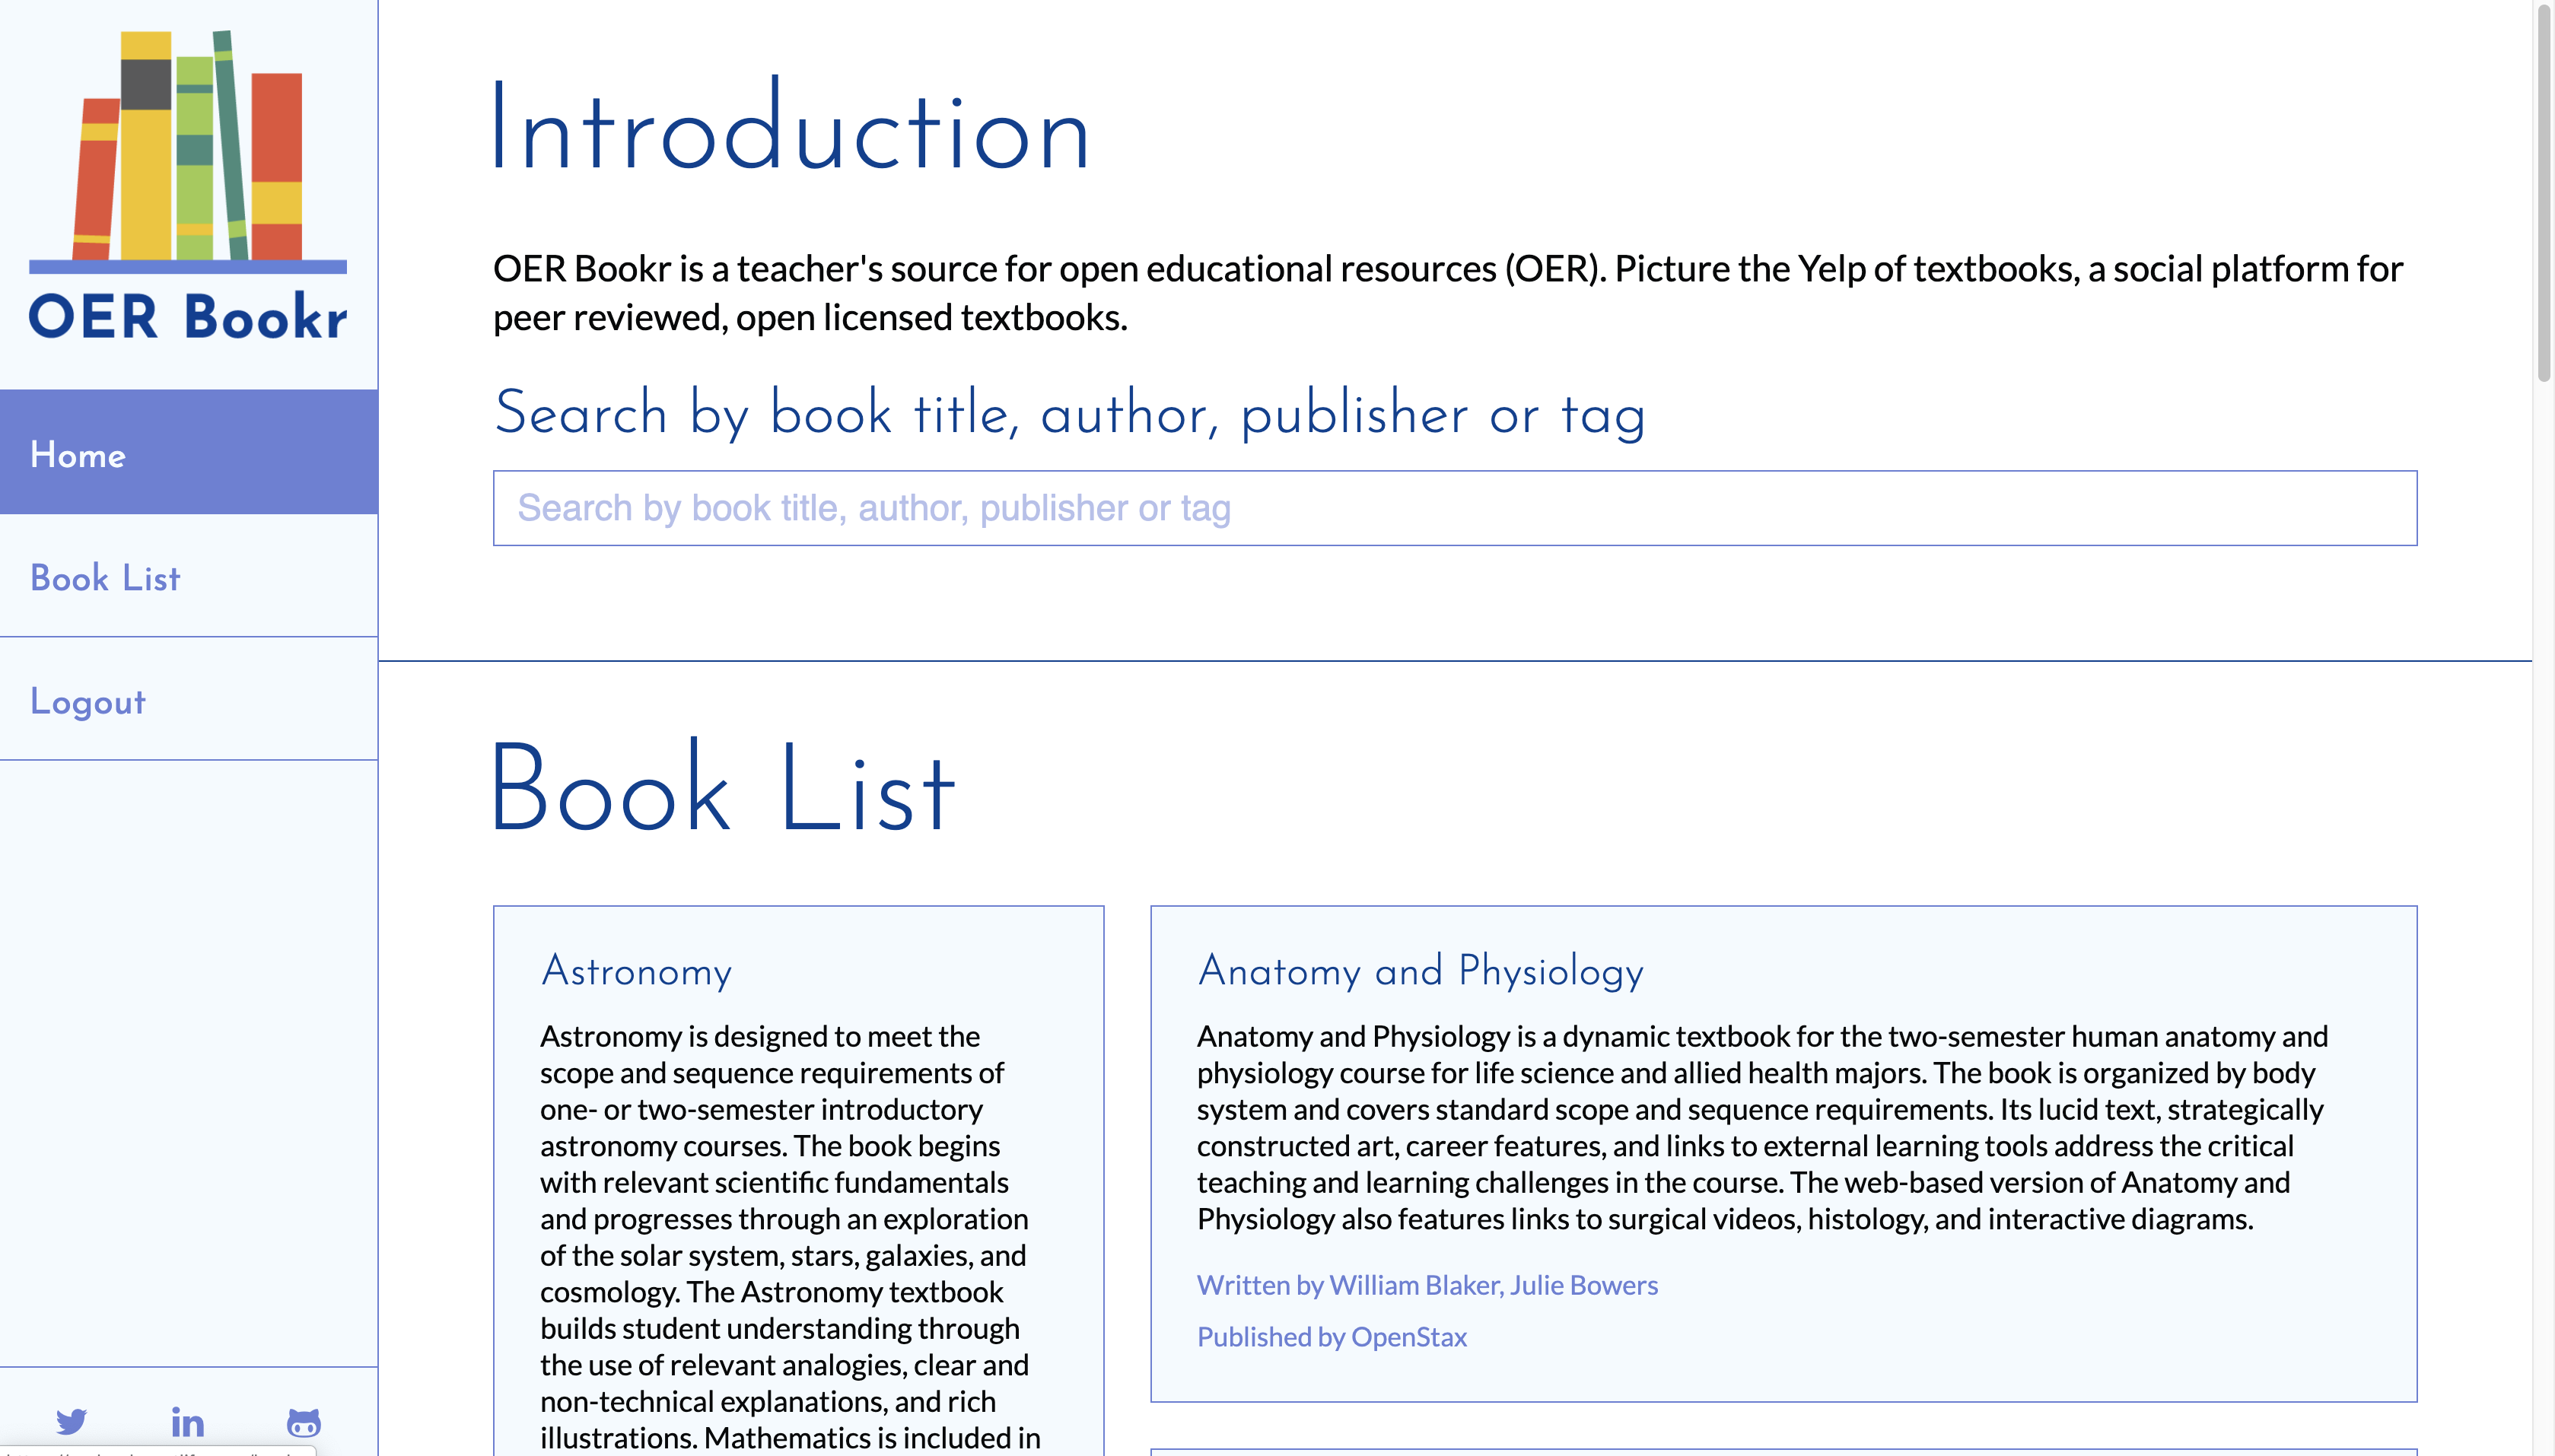 OER Bookr
Home
Book List
Logout
Introduction
OER Bookr is a teacher's source for open educational resources (OER). Picture the Yelp of textbooks, a social platform for
peer reviewed, open licensed textbooks.
Search by book title, author, publisher or tag
Search by book title, author, publisher or tag
Book List
Astronomy
Astronomy is designed to meet the
scope and sequence requirements of
one- or two-semester introductory
astronomy courses. The book begins
with relevant scientific fundamentals
and progresses through an exploration
of the solar system, stars, galaxies, and
cosmology. The Astronomy textbook
builds student understanding through
the use of relevant analogies, clear and
non-technical explanations, and rich
illustrations. Mathematics is included in
Anatomy and Physiology
Anatomy and Physiology is a dynamic textbook for the two-semester human anatomy and
physiology course for life science and allied health majors. The book is organized by body
system and covers standard scope and sequence requirements. Its lucid text, strategically
constructed art, career features, and links to external learning tools address the critical
teaching and learning challenges in the course. The web-based version of Anatomy and
Physiology also features links to surgical videos, histology, and interactive diagrams.
Written by William Blaker, Julie Bowers
Published by OpenStax
in